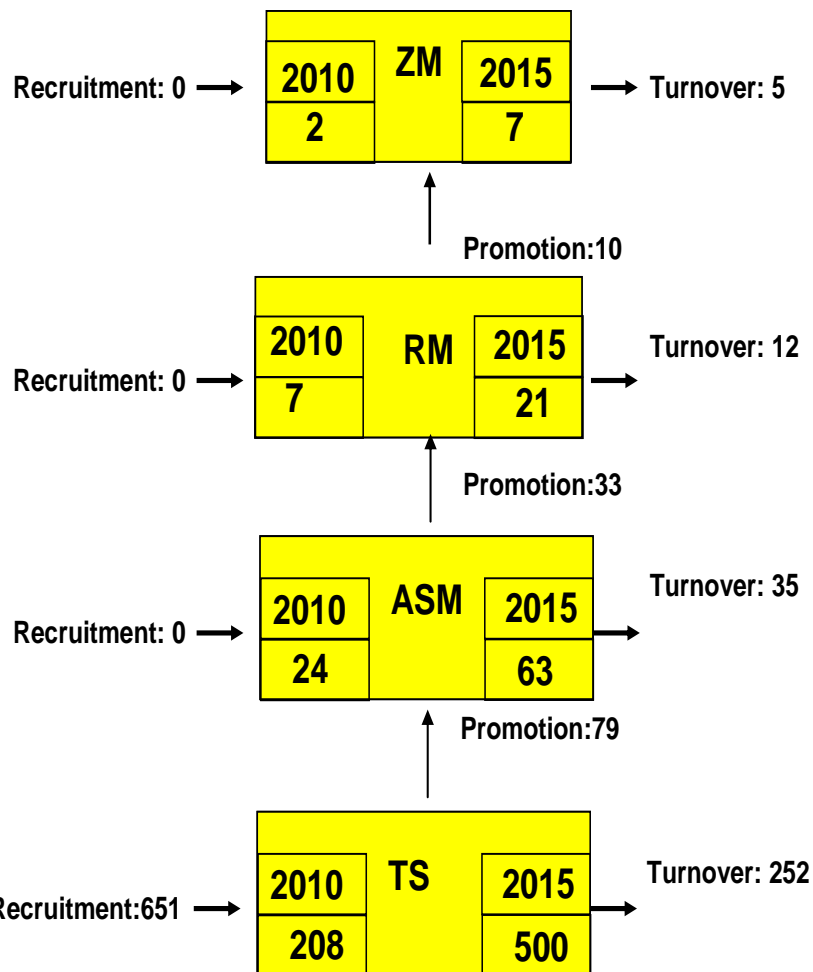 ZM
2010 2015
Recruitment: 0 Turnover: 5
2 7
Promotion:10
2010 RM 2015
Turnover: 12
Recruitment: 0
7 21
Promotion:33
Turnover: 35
2010 ASM 2015
Recruitment: 0
24 63
Promotion:79
Turnover: 252
2010 TS 2015
Recruitment:651
208 500